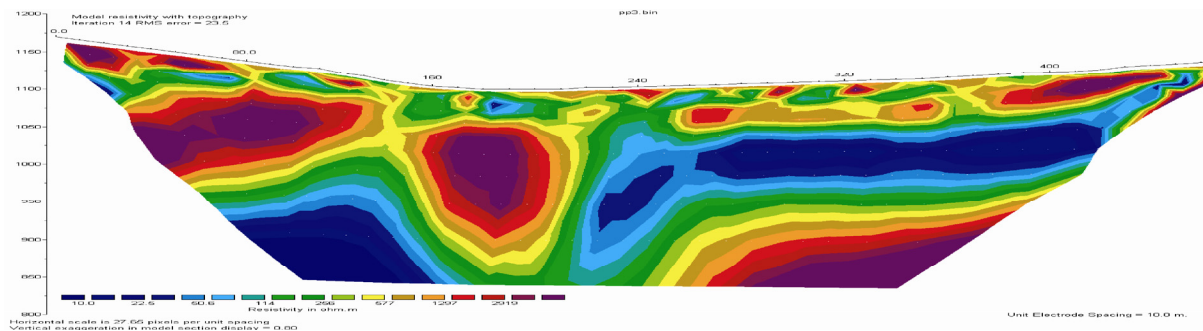 pp3.bin
Model resistivity with topography
Iteration 14 RMS error = 23.5
1200
0.0
1150
80.0
160
240
320
400
1100
1050
1000
950
900
850
800
10.0 22.5 50.6 114 256 577 1297 2919
Resistivity in ohm.m
Horizontal scale is 27.65 pixels per unit spacing
Vertical exaggeration in model section display = 0.80
Unit Electrode Spacing = 10.0 m.